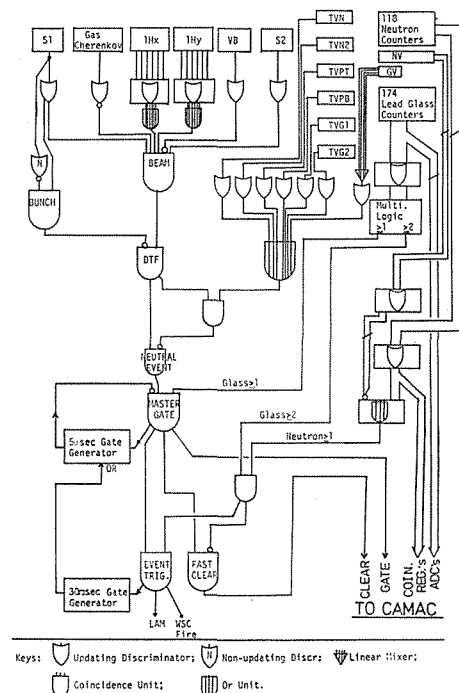 S1
Gas
Cherenkov
1Hx
1Hy
VB
S2
TVN
TVN2
TVPT
TVPB
TVG1
TVG2
118
Neutron
Counters
NV
GV
174
Lead Glass
Counters
N
BEAM
BUNCH
Multi.
Logic
≥1 ≥2
DTF
NEUTRAL
EVENT
Glass≥1
MASTER
GATE
Glass≥2
Neutron≥1
5μsec Gate
Generator
OR
EVENT
TRIG.
FAST
CLEAR
30msec Gate
Generator
LAM
WSC
Fire
CLEAR
GATE
COIN.
REG.'s
ADC's
TO CAMAC
Keys: Updating Discriminator; N Non-updating Discr; Linear Mixer;
Coincidence Unit; Or Unit.